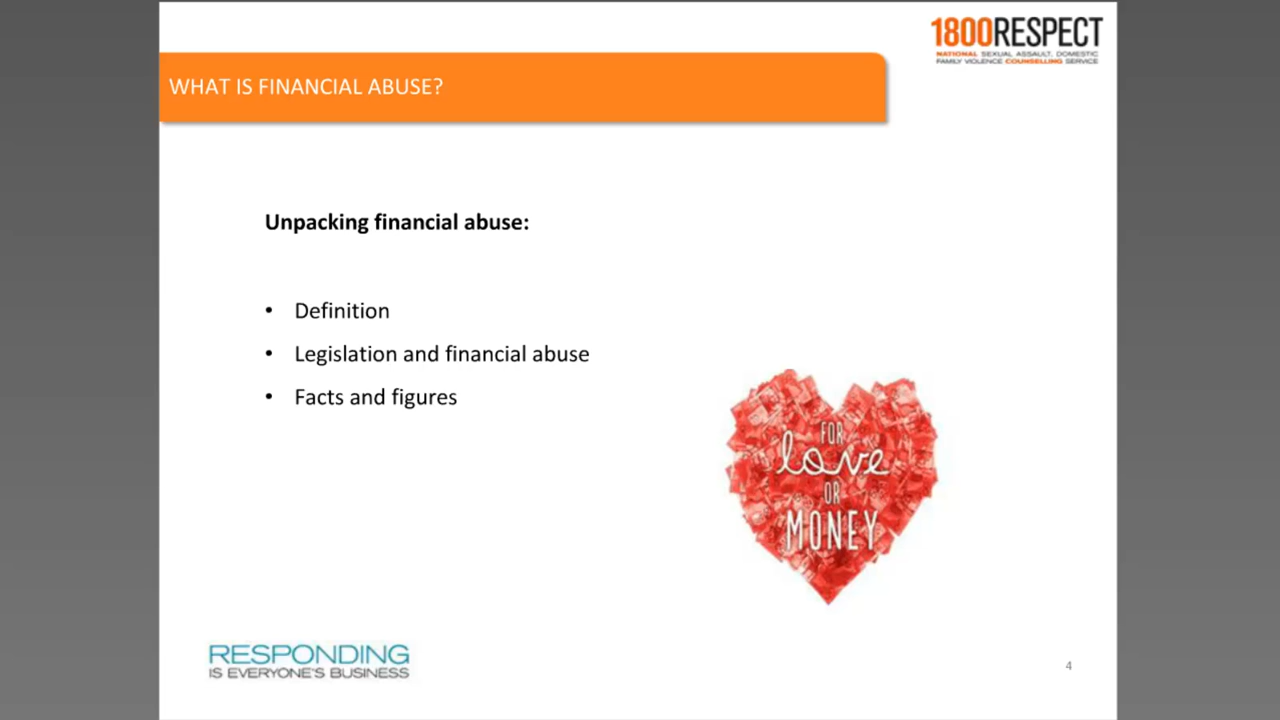 1800RESPECT
NATIONAL SEXUAL ASSAULT, DOMESTIC
FAMILY VIOLENCE COUNSELLING SERVICE
WHAT IS FINANCIAL ABUSE?
Unpacking financial abuse:
• Definition
• Legislation and financial abuse
• Facts and figures
FOR
love
OR
MONEY
RESPONDING
IS EVERYONE'S BUSINESS
4